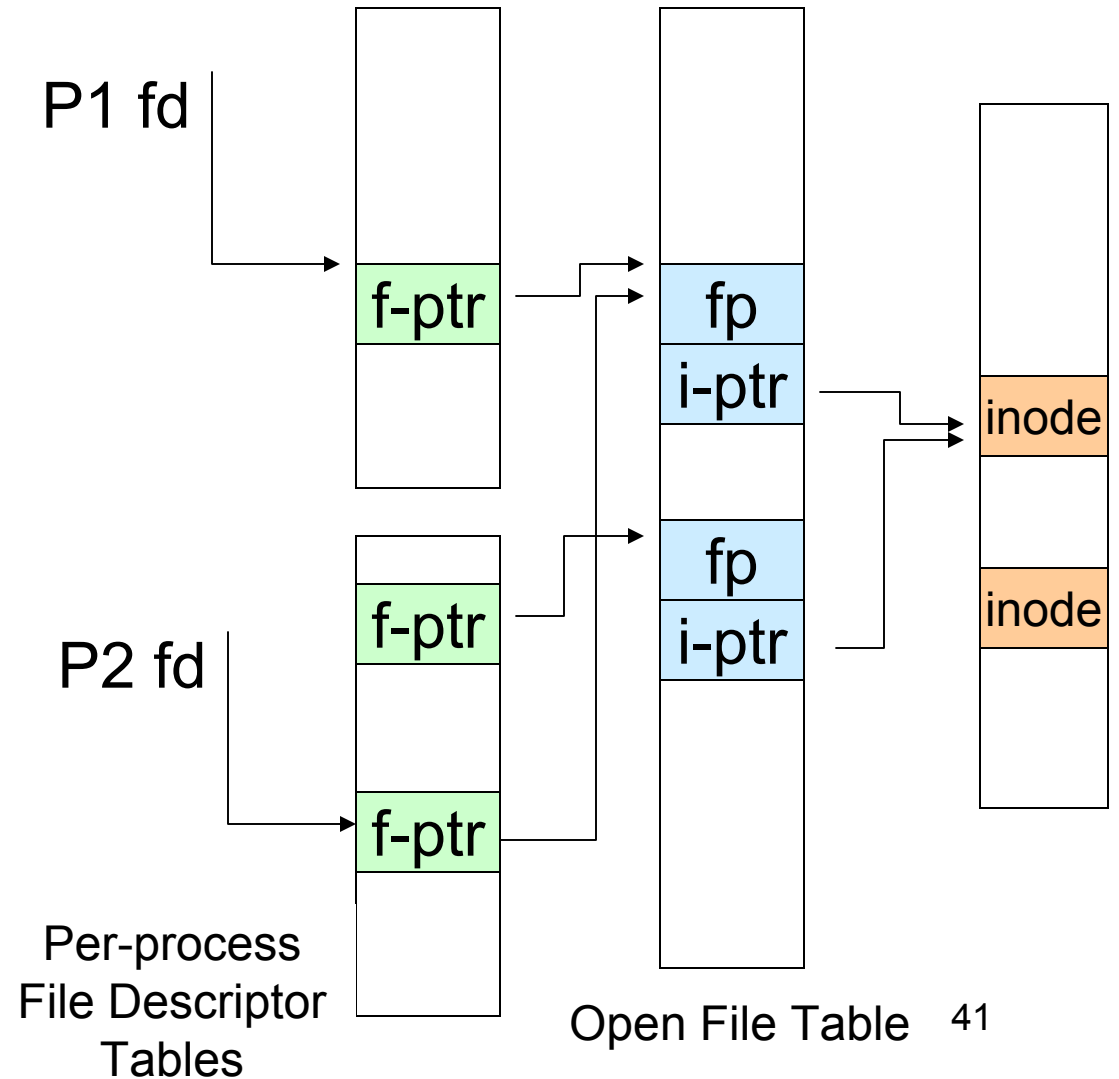 P1 fd
f-ptr
fp
i-ptr
inode
fp
inode
f-ptr
i-ptr
P2 fd
f-ptr
Per-process
File Descriptor
Tables
Open File Table
41